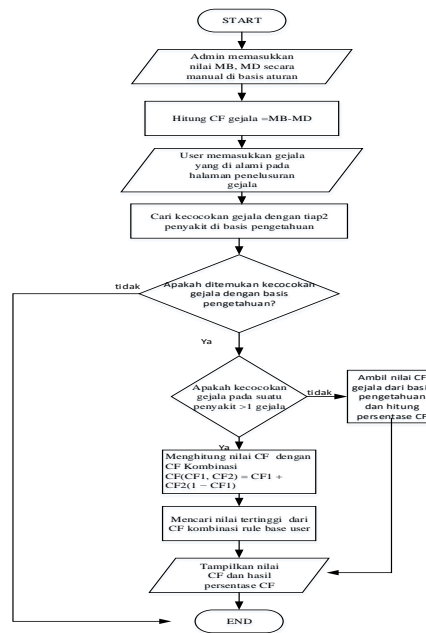 START
Admin memasukkan
nilai MB, MD secara
manual di basis aturan
Hitung CF gejala =MB-MD
User memasukkan gejala
yang di alami pada
halaman penelusuran
gejala
Cari kecocokan gejala dengan tiap2
penyakit di basis pengetahuan
tidak
Apakah ditemukan kecocokan
gejala dengan basis
pengetahuan?
Ya
Apakah kecocokan
gejala pada suatu
penyakit >1 gejala
tidak
Ambil nilai CF
gejala dari basis
pengetahuan
dan hitung
persentase CF
Ya
Menghitung nilai CF dengan
CF Kombinasi
CF(CF1, CF2) = CF1 +
CF2(1 − CF1)
Mencari nilai tertinggi dari
CF kombinasi rule base user
Tampilkan nilai
CF dan hasil
persentase CF
END